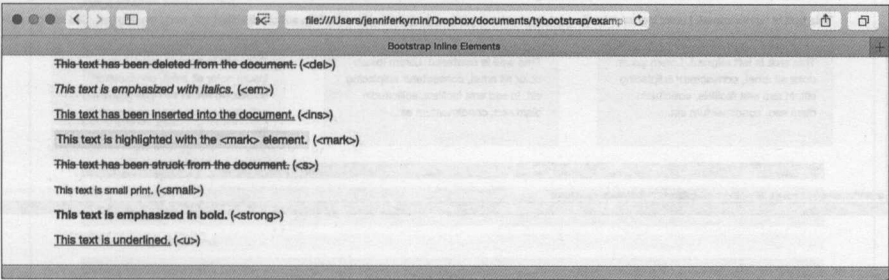 file:///Users/jenniferkyrnin/Dropbox/documents/tybootstrap/examp
Bootstrap Inline Elements
This text has been deleted from the document. (<del>)
This text is emphasized with italics. (<em>)
This text has been inserted into the document. (<ins>)
This text is highlighted with the <mark> element. (<mark>)
This text has been struck from the document. (<s>)
This text is small print. (<small>)
This text is emphasized in bold. (<strong>)
This text is underlined. (<u>)